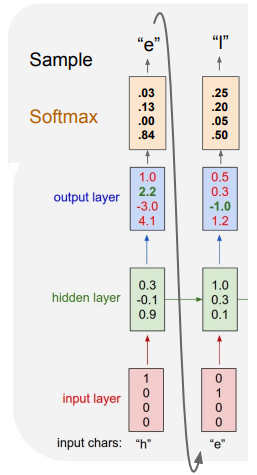 Sample “e” “l”
Softmax .03 .25
.13 .20
.00 .05
.84 .50
output layer 1.0 0.5
2.2 0.3
-3.0 -1.0
4.1 1.2
hidden layer 0.3 1.0
-0.1 0.3
0.9 0.1
input layer 1 0
0 1
0 0
0 0
input chars: “h” “e”